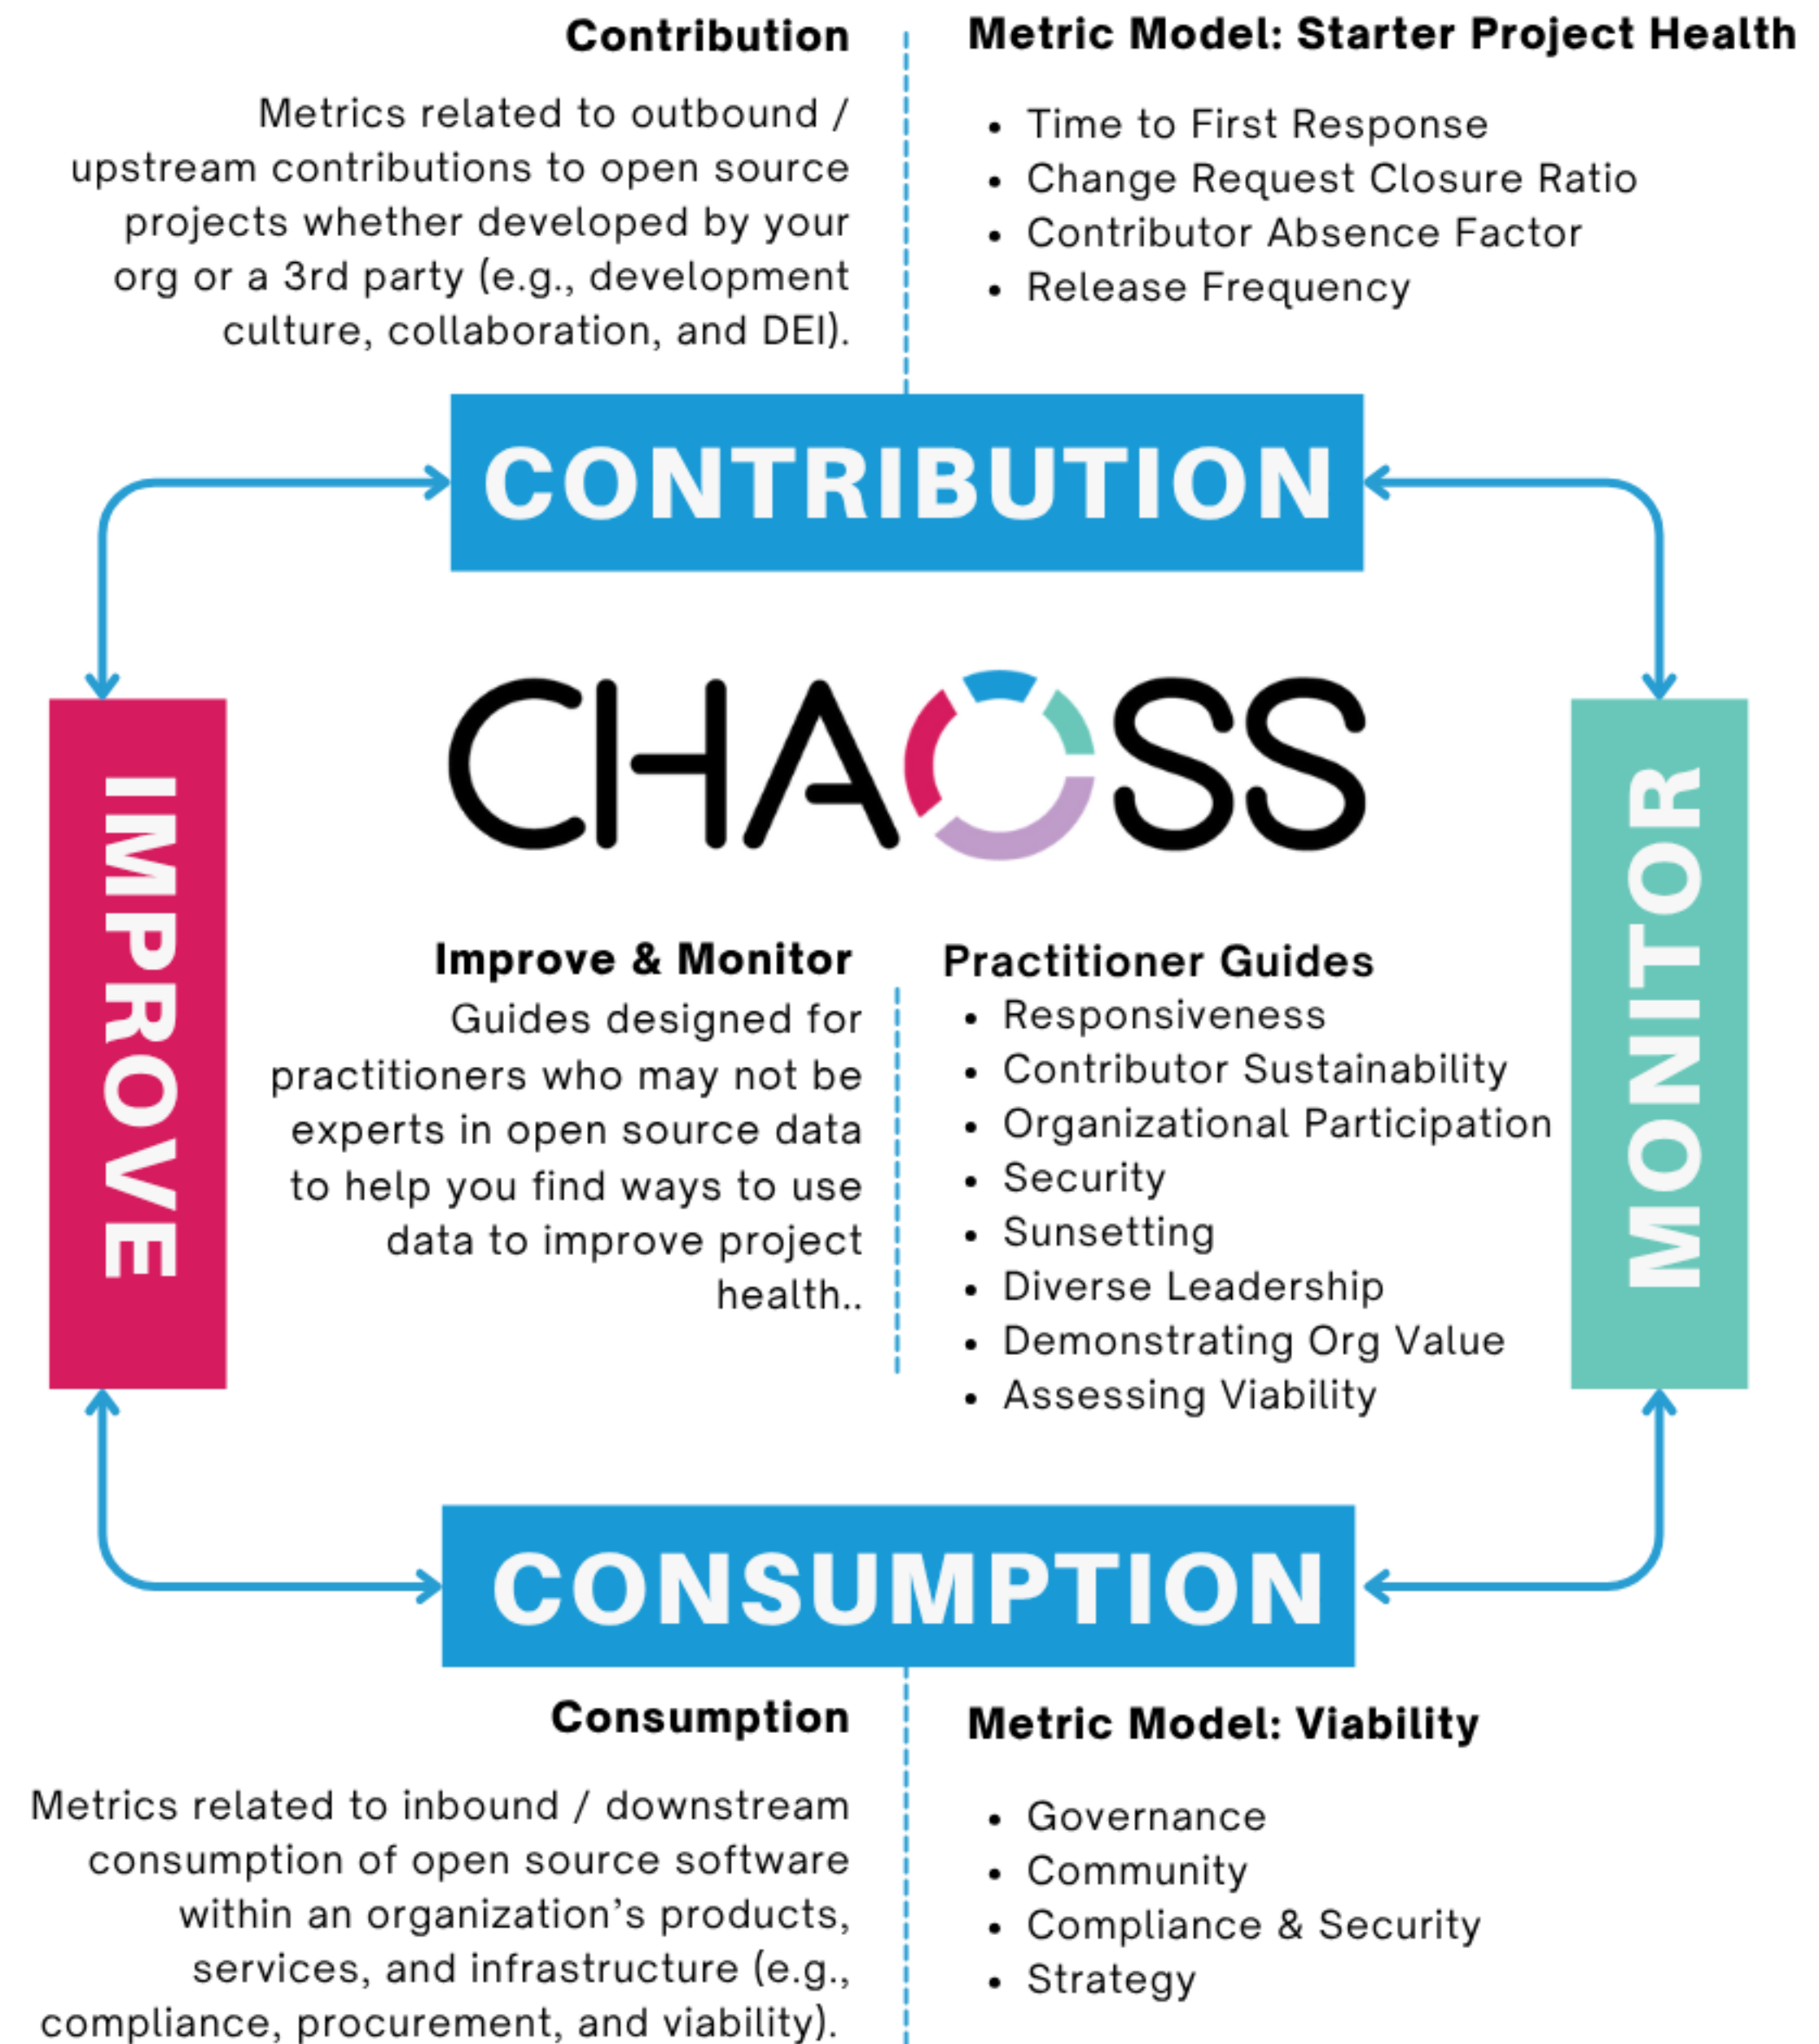 Contribution
Metrics related to outbound /
upstream contributions to open source
projects whether developed by your
org or a 3rd party (e.g., development
culture, collaboration, and DEI).
Metric Model: Starter Project Health
• Time to First Response
• Change Request Closure Ratio
• Contributor Absence Factor
• Release Frequency
CONTRIBUTION
IMPROVE
CHAOSS
MONITOR
Improve & Monitor
Guides designed for
practitioners who may not be
experts in open source data
to help you find ways to use
data to improve project
health..
Practitioner Guides
• Responsiveness
• Contributor Sustainability
• Organizational Participation
• Security
• Sunsetting
• Diverse Leadership
• Demonstrating Org Value
• Assessing Viability
CONSUMPTION
Consumption
Metrics related to inbound / downstream
consumption of open source software
within an organization’s products,
services, and infrastructure (e.g.,
compliance, procurement, and viability).
Metric Model: Viability
• Governance
• Community
• Compliance & Security
• Strategy